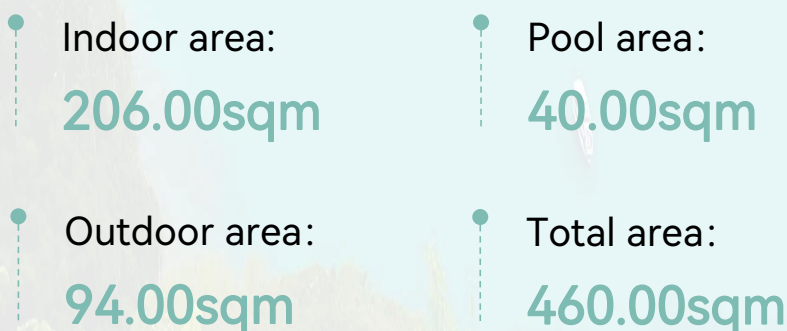 Indoor area:
206.00sqm
Pool area:
40.00sqm
Outdoor area:
94.00sqm
Total area:
460.00sqm